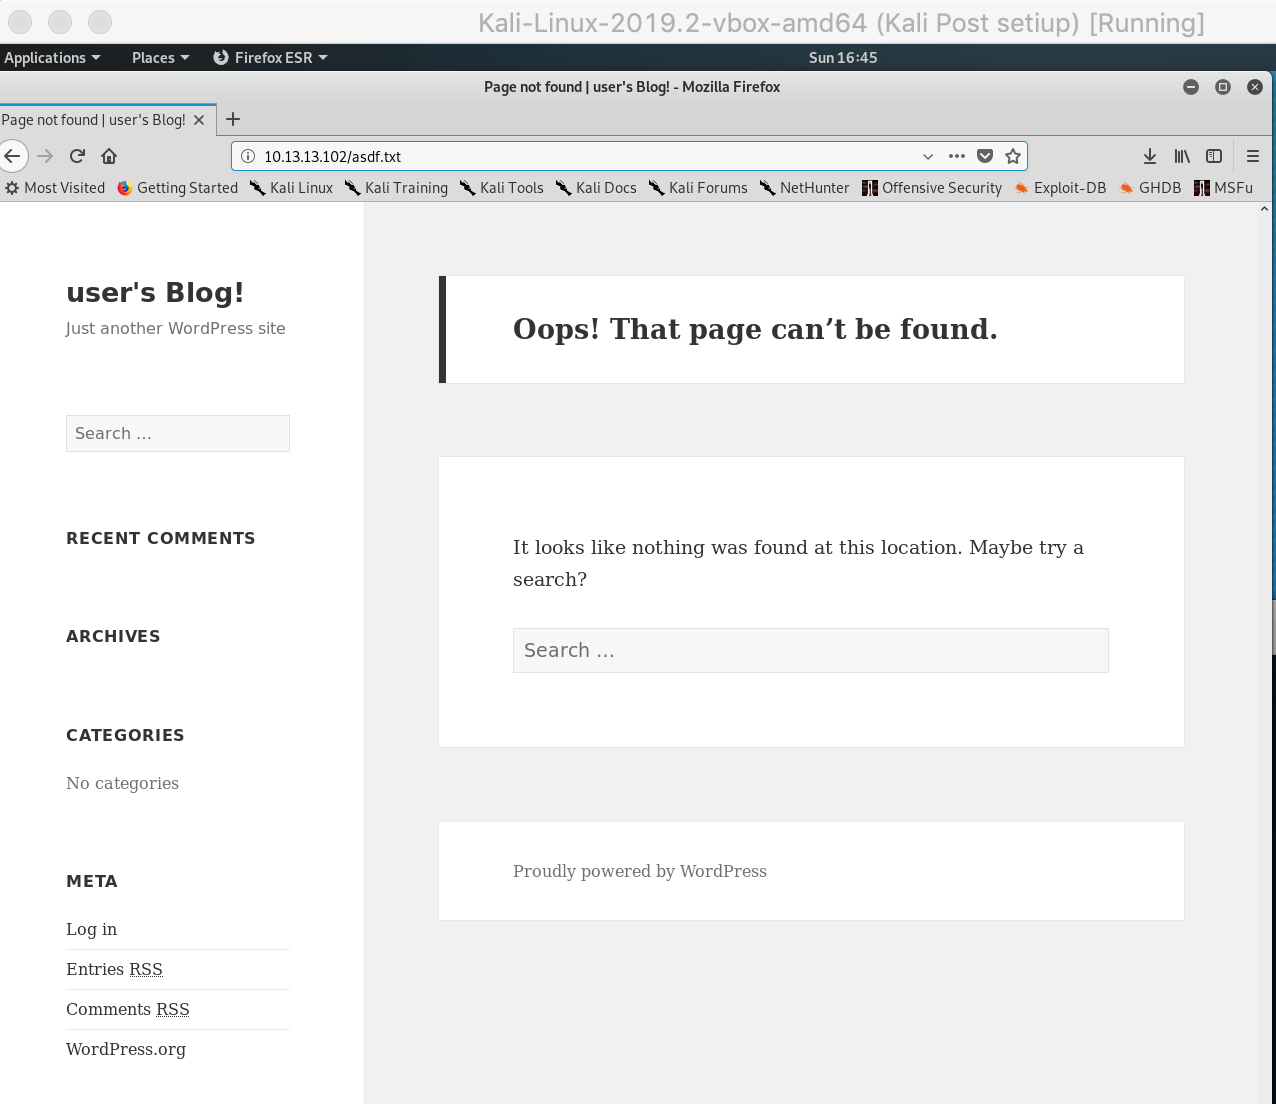 Kali-Linux-2019.2-vbox-amd64 (Kali Post setiup) [Running]
Applications Places Firefox ESR Sun 16:45
Page not found | user's Blog! - Mozilla Firefox
Page not found | user's Blog!
10.13.13.102/asdf.txt
Most Visited Getting Started Kali Linux Kali Training Kali Tools Kali Docs Kali Forums NetHunter Offensive Security Exploit-DB GHDB MSFu
user's Blog!
Just another WordPress site
Search ...
RECENT COMMENTS
ARCHIVES
CATEGORIES
No categories
META
Log in
Entries RSS
Comments RSS
WordPress.org
Oops! That page can’t be found.
It looks like nothing was found at this location. Maybe try a
search?
Search ...
Proudly powered by WordPress